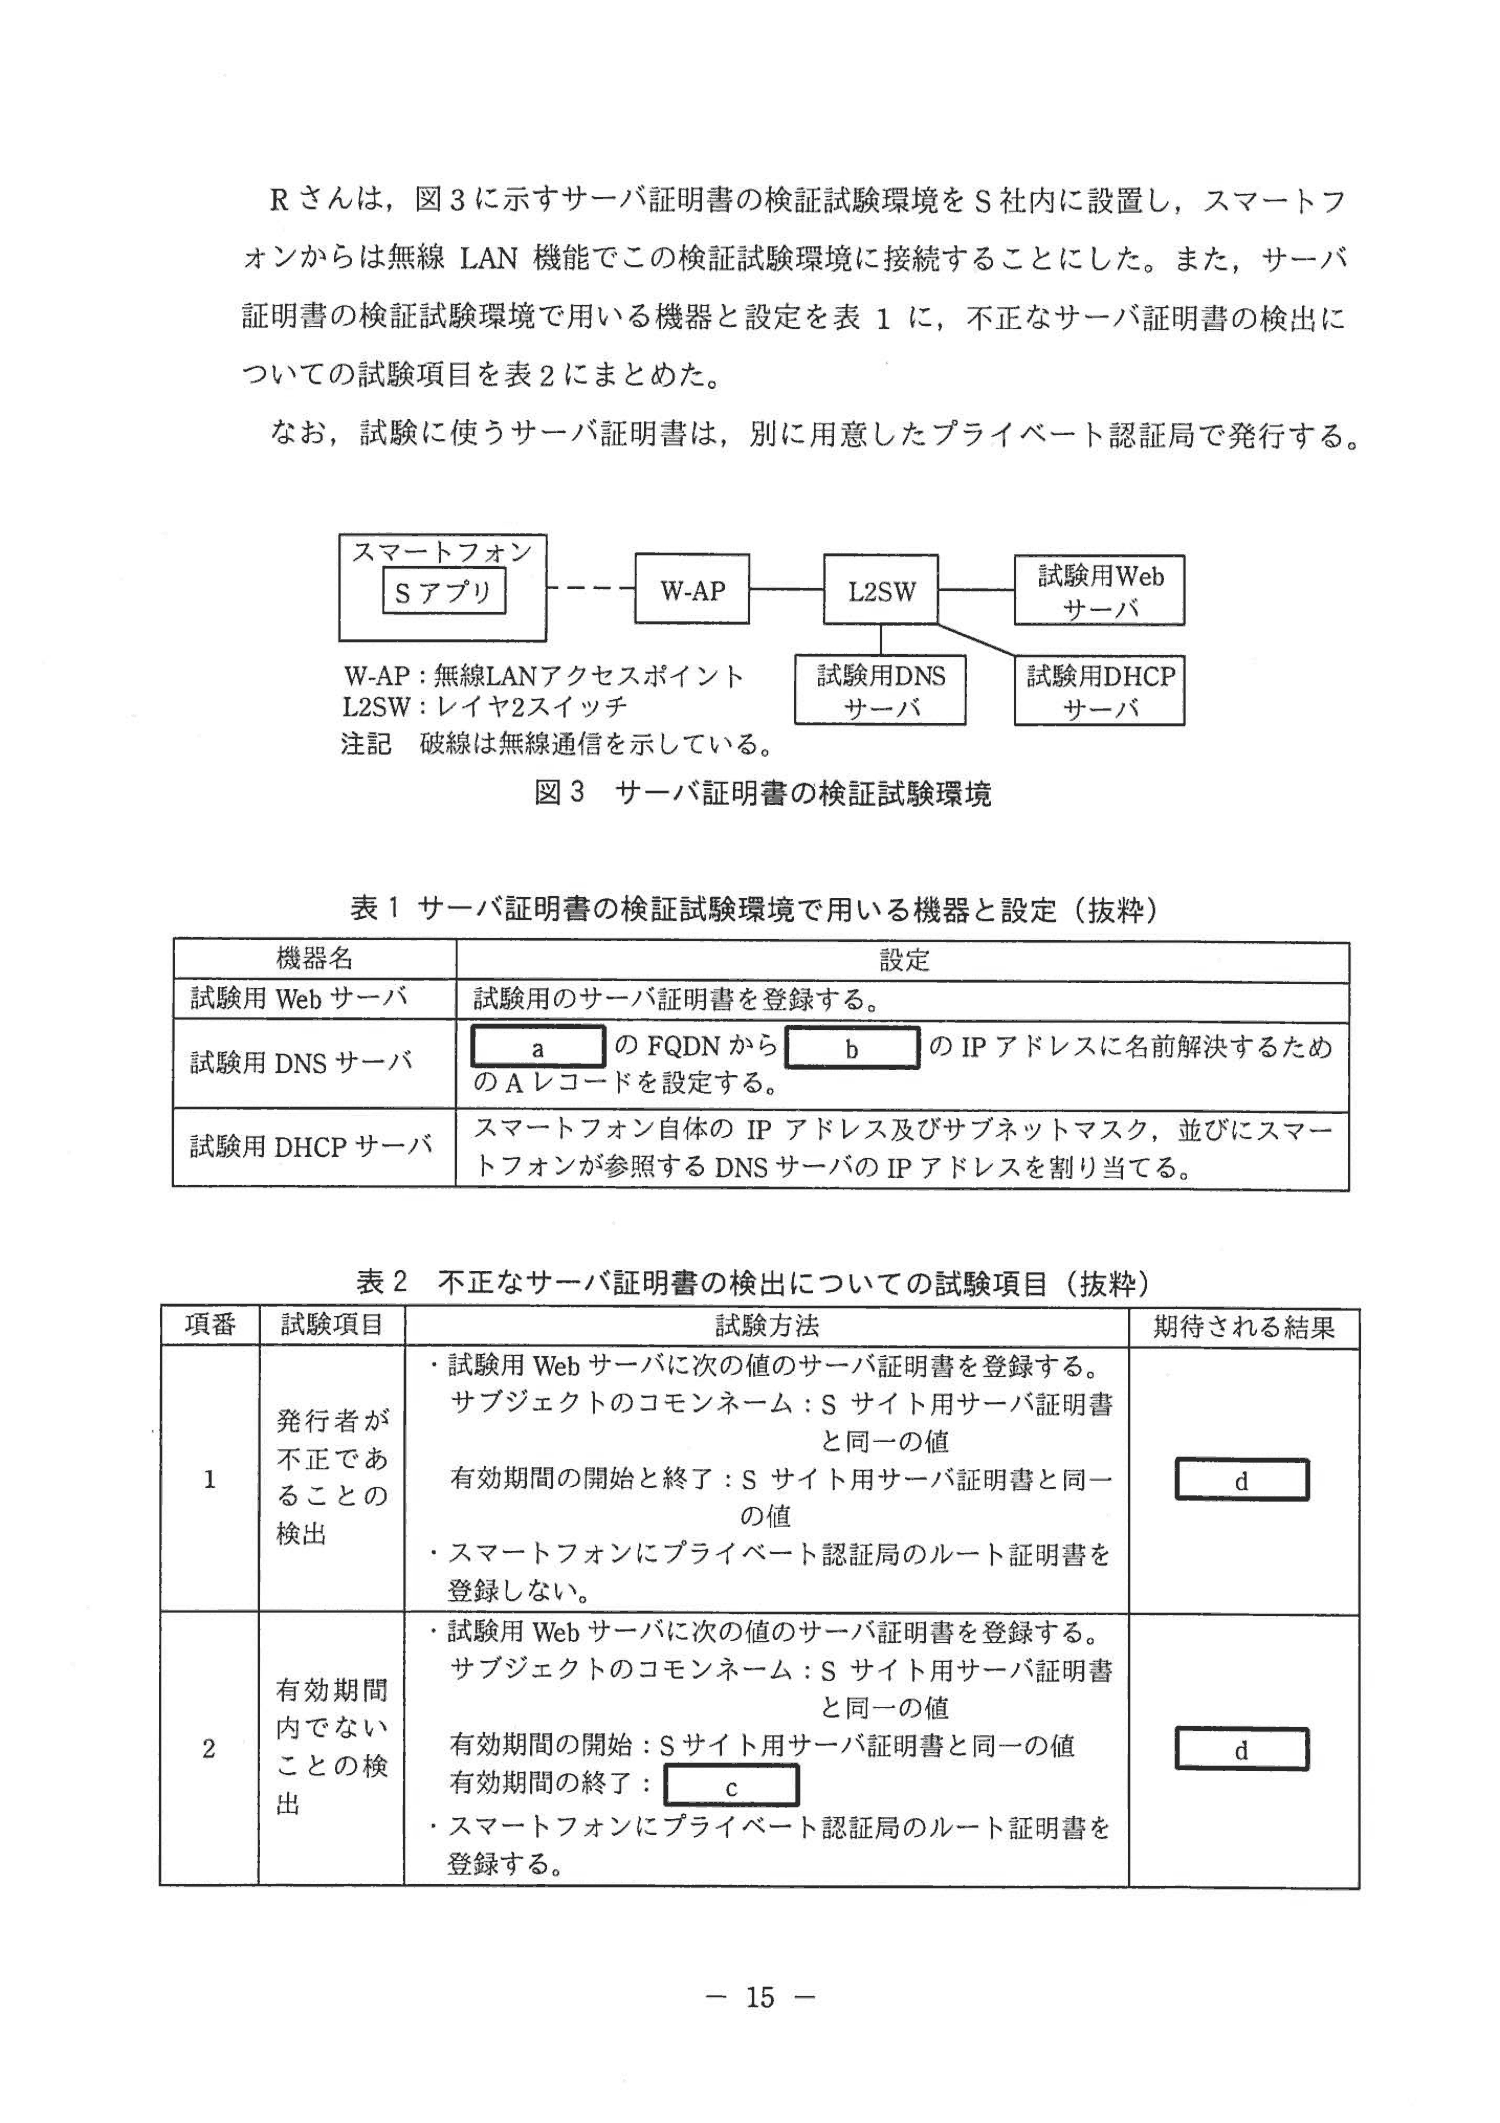 Rさんは，図3に示すサーバ証明書の検証試験環境をS社内に設置し，スマートフ
ォンからは無線 LAN 機能でこの検証試験環境に接続することにした。また，サーバ
証明書の検証試験環境で用いる機器と設定を表 1 に，不正なサーバ証明書の検出に
ついての試験項目を表2にまとめた。
なお，試験に使うサーバ証明書は，別に用意したプライベート認証局で発行する。
スマートフォン
Sアプリ
W-AP
L2SW
試験用Web
サーバ
試験用DNS
サーバ
試験用DHCP
サーバ
W-AP：無線LANアクセスポイント
L2SW：レイヤ2スイッチ
注記　破線は無線通信を示している。
図3　サーバ証明書の検証試験環境
表1 サーバ証明書の検証試験環境で用いる機器と設定（抜粋）
機器名
設定
試験用 Web サーバ
試験用のサーバ証明書を登録する。
試験用 DNS サーバ
a の FQDN から b の IP アドレスに名前解決するため
の A レコードを設定する。
試験用 DHCP サーバ
スマートフォン自体の IP アドレス及びサブネットマスク，並びにスマー
トフォンが参照する DNS サーバの IP アドレスを割り当てる。
表2　不正なサーバ証明書の検出についての試験項目（抜粋）
項番
試験項目
試験方法
期待される結果
1
発行者が
不正であ
ることの
検出
・試験用 Web サーバに次の値のサーバ証明書を登録する。
サブジェクトのコモンネーム：S サイト用サーバ証明書
と同一の値
有効期間の開始と終了：S サイト用サーバ証明書と同一
の値
・スマートフォンにプライベート認証局のルート証明書を
登録しない。
d
2
有効期間
内でない
ことの検
出
・試験用 Web サーバに次の値のサーバ証明書を登録する。
サブジェクトのコモンネーム：S サイト用サーバ証明書
と同一の値
有効期間の開始：S サイト用サーバ証明書と同一の値
有効期間の終了： c
・スマートフォンにプライベート認証局のルート証明書を
登録する。
d
－ 15 －